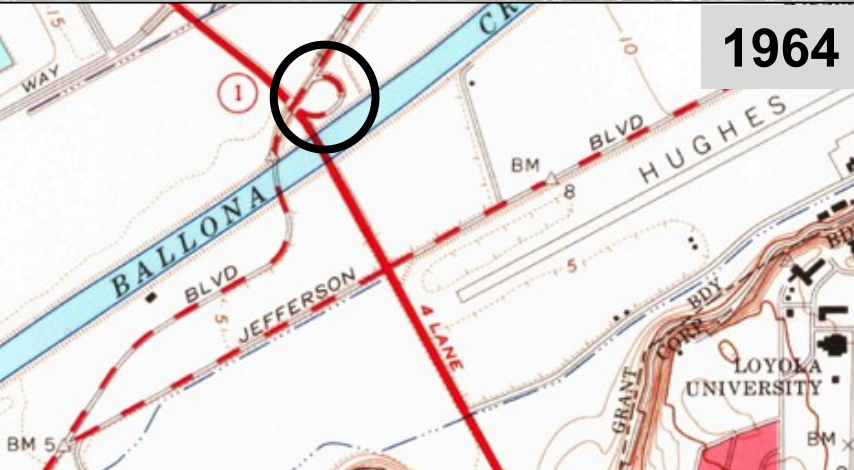 1964
15
CR
10
WAY
1
BLVD
HUGHES
BM
8
BALLONA
BLVD
5
JEFFERSON
5
4 LANE
BDY
BDY
CORP
LOYOLA
UNIVERSITY
GRANT
BM 5
BM